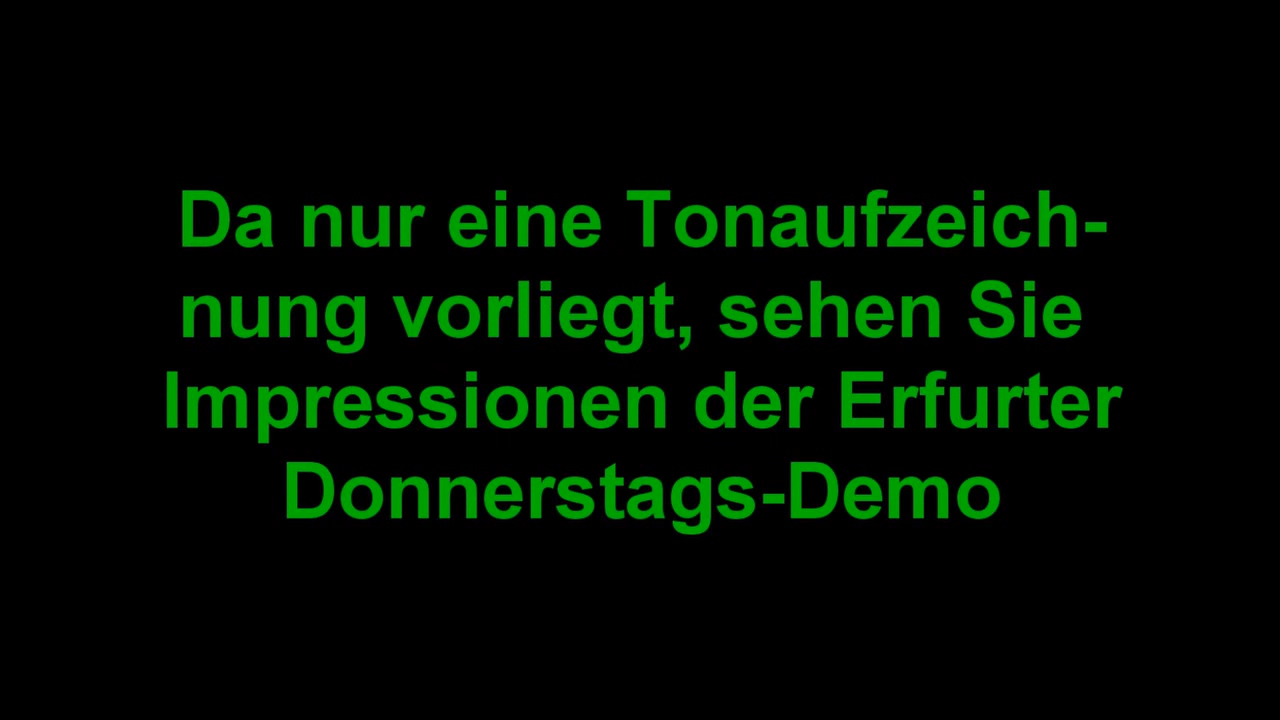 Da nur eine Tonaufzeich-
nung vorliegt, sehen Sie
Impressionen der Erfurter
Donnerstags-Demo